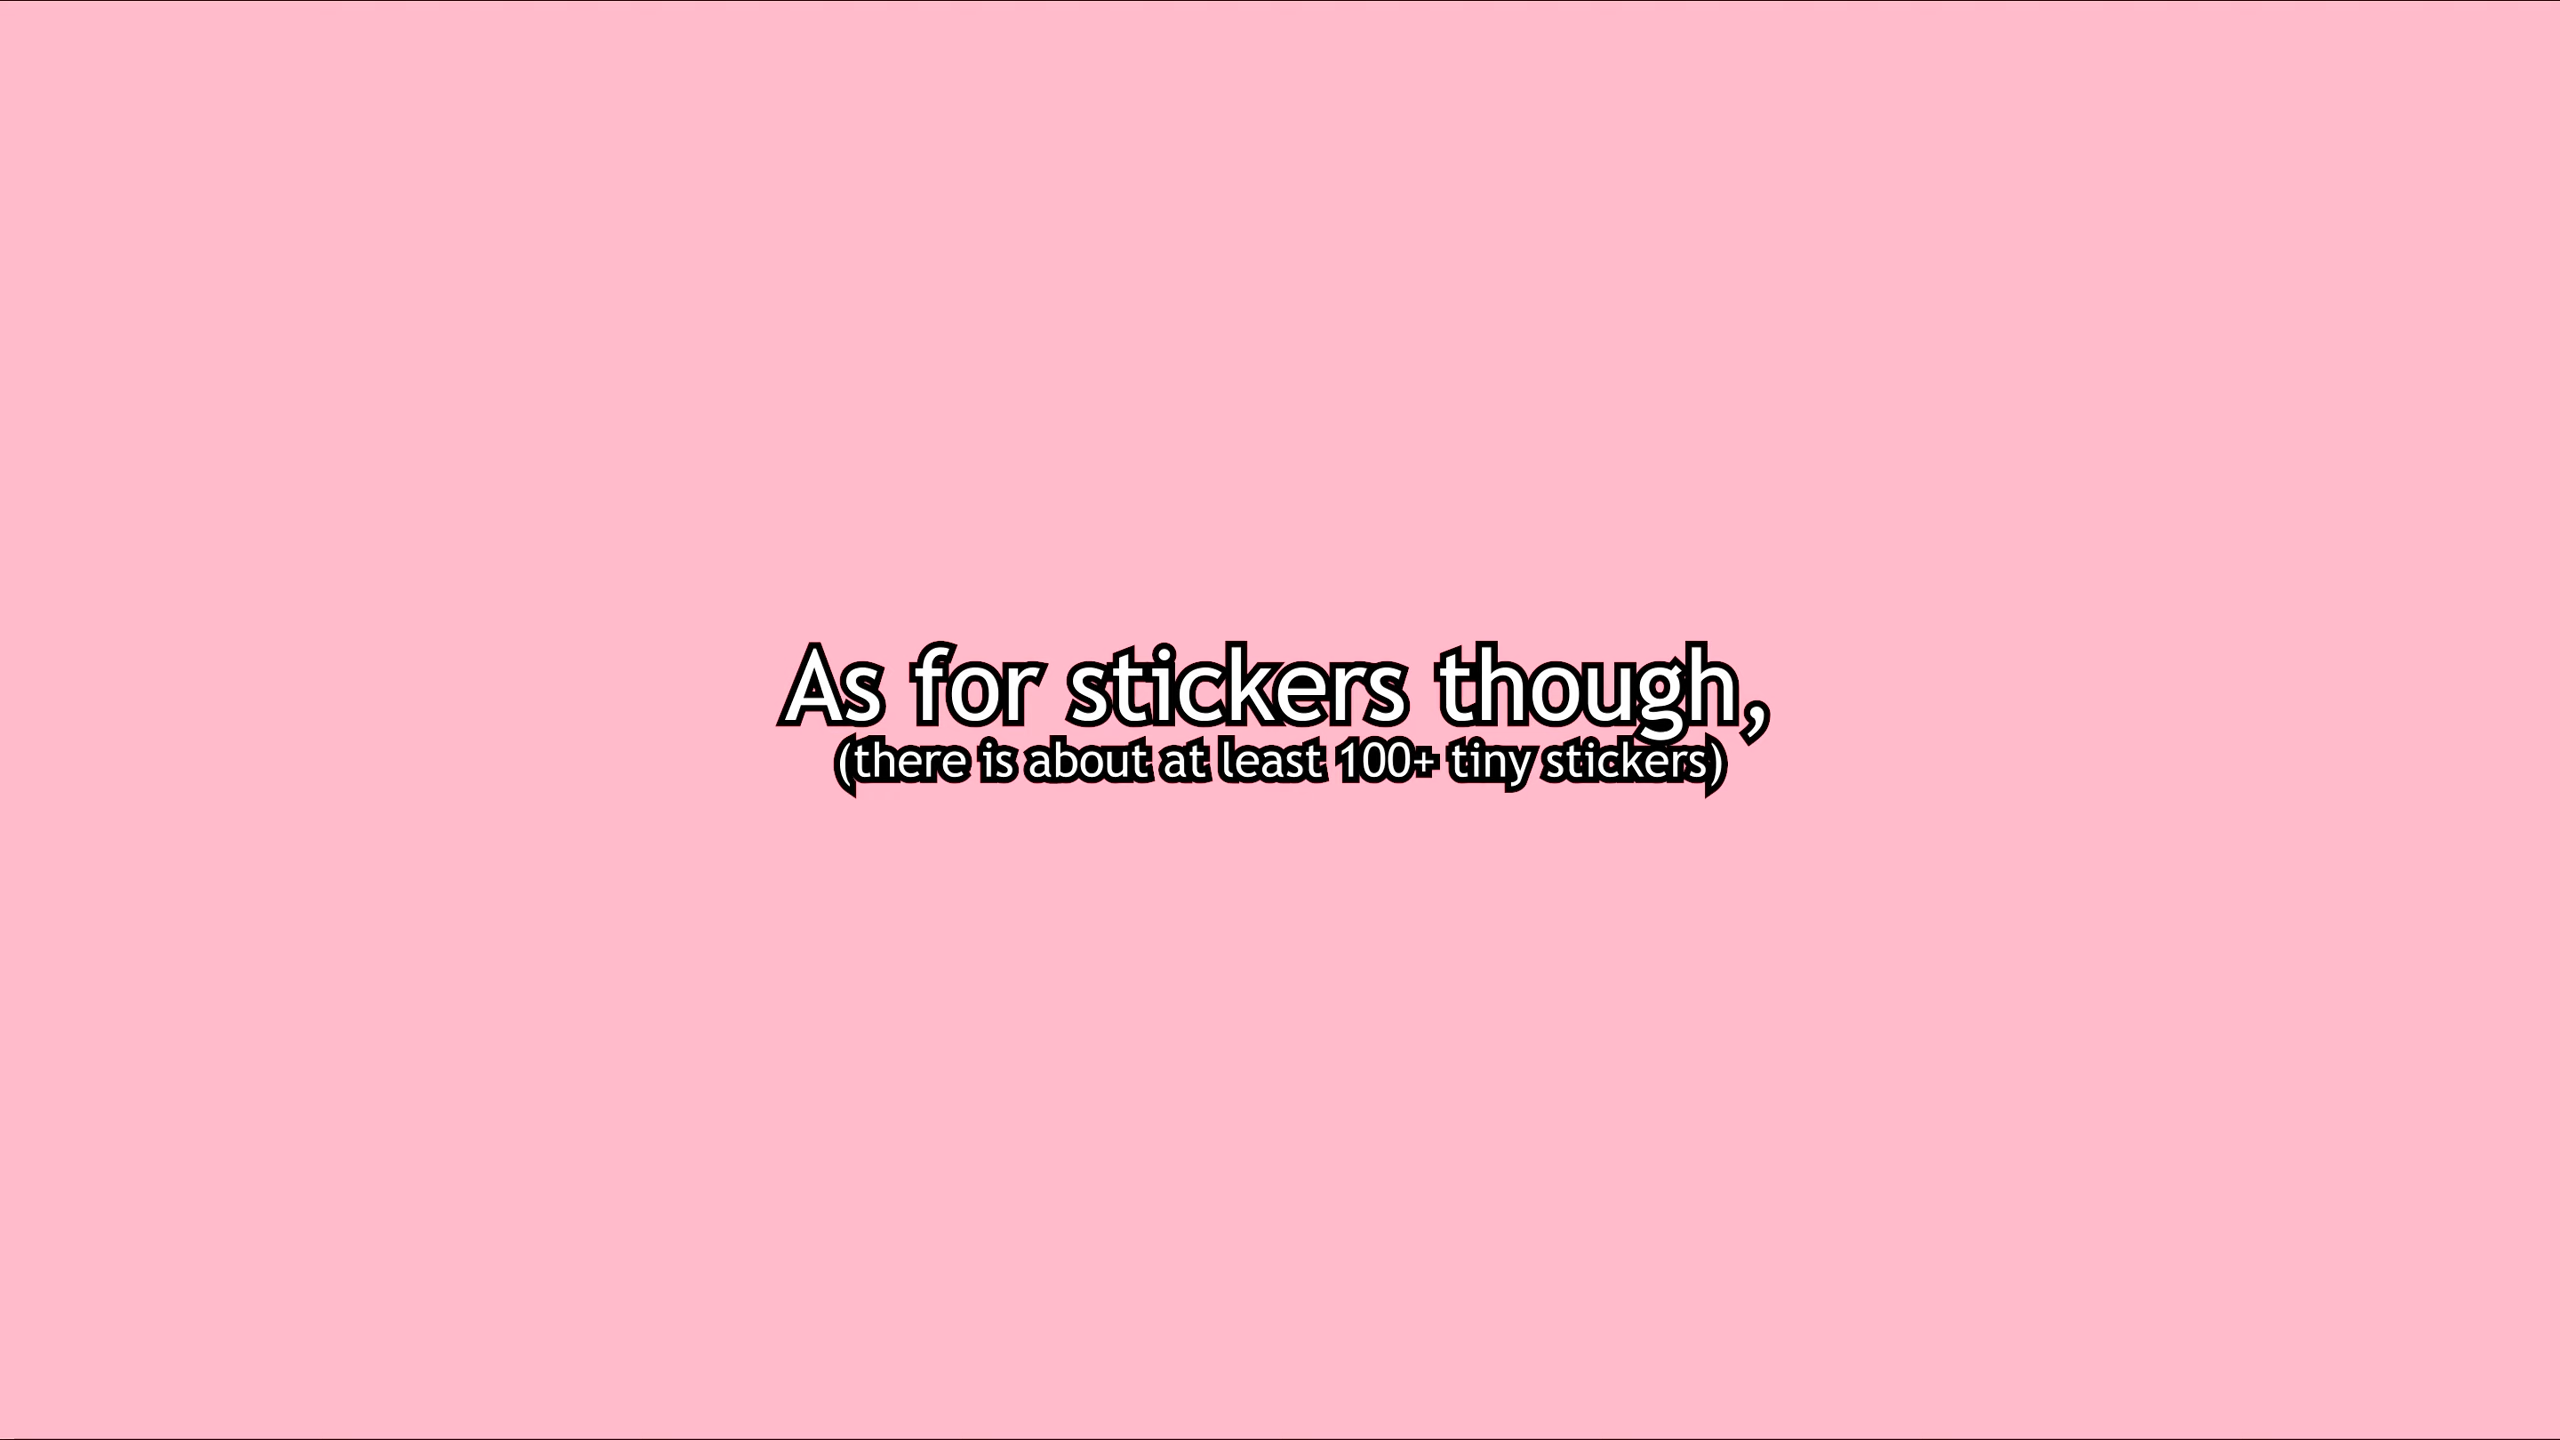 As for stickers though,
(there is about at least 100+ tiny stickers)